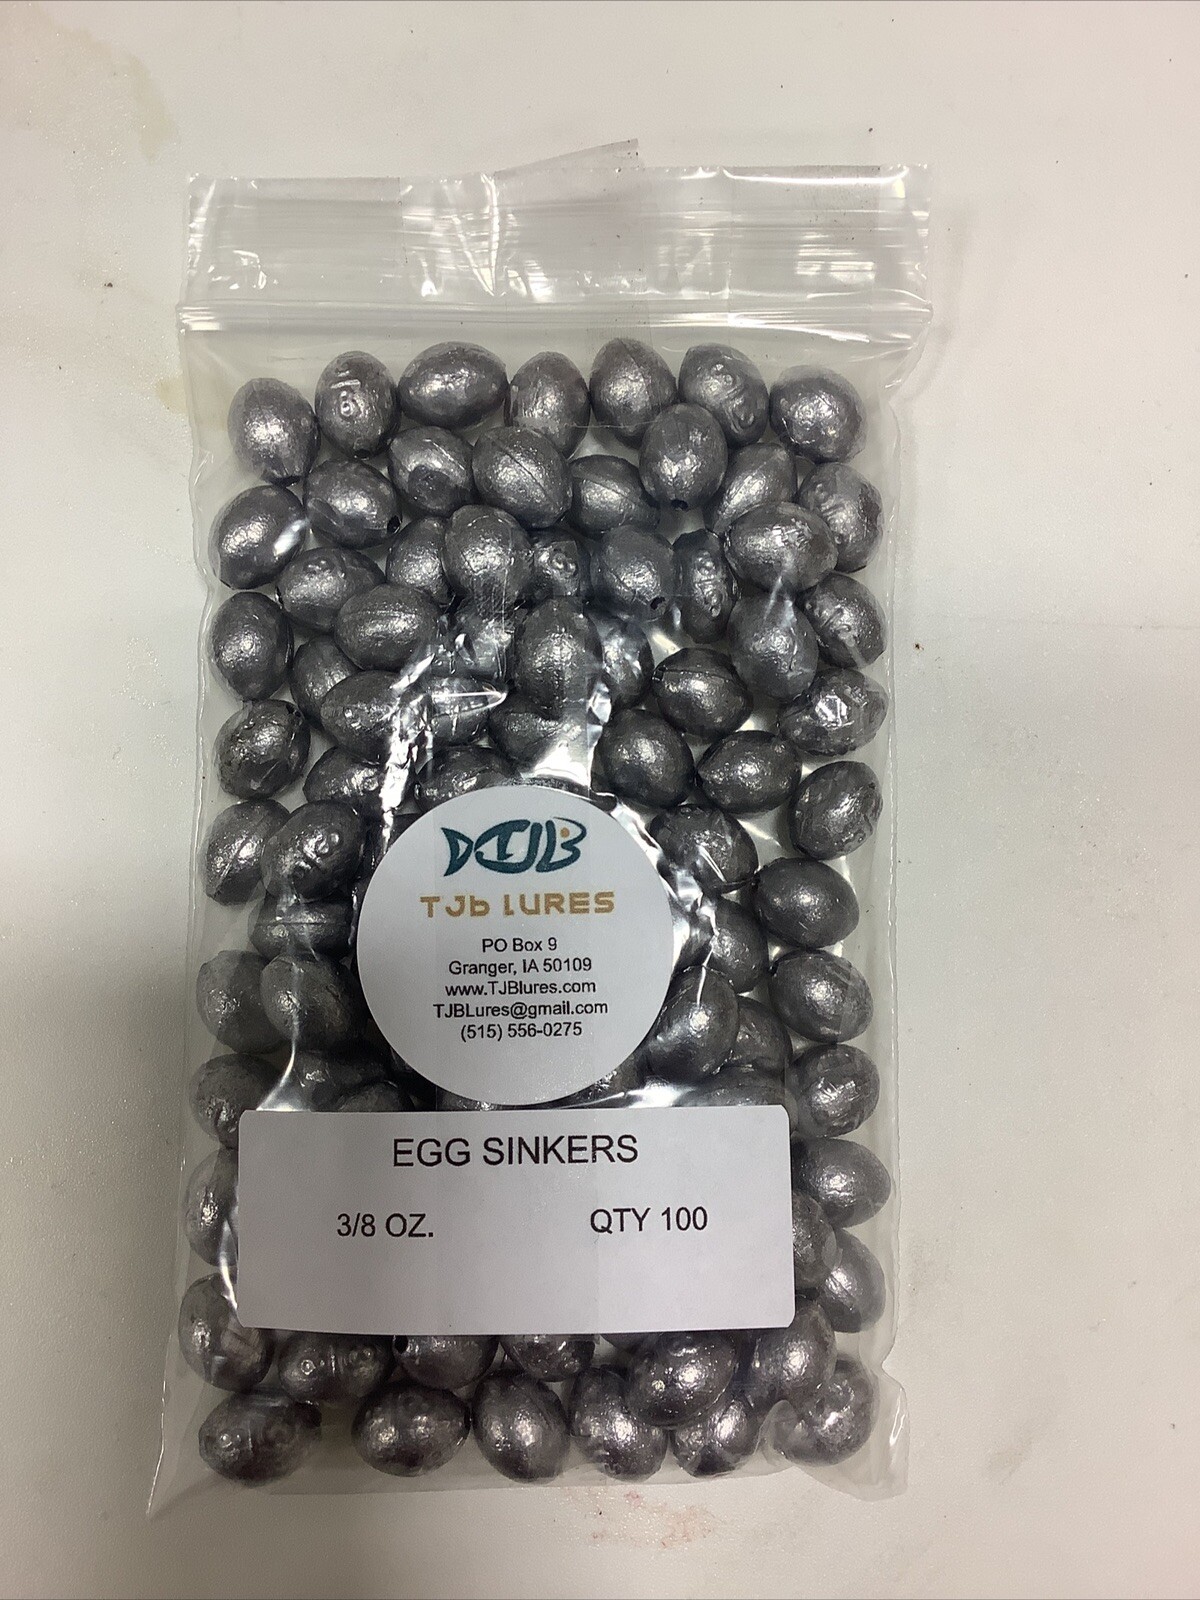 TJB
TJb LURES
PO Box 9
Granger, IA 50109
www.TJBlures.com
TJBLures@gmail.com
(515) 556-0275
EGG SINKERS
3/8 OZ. QTY 100